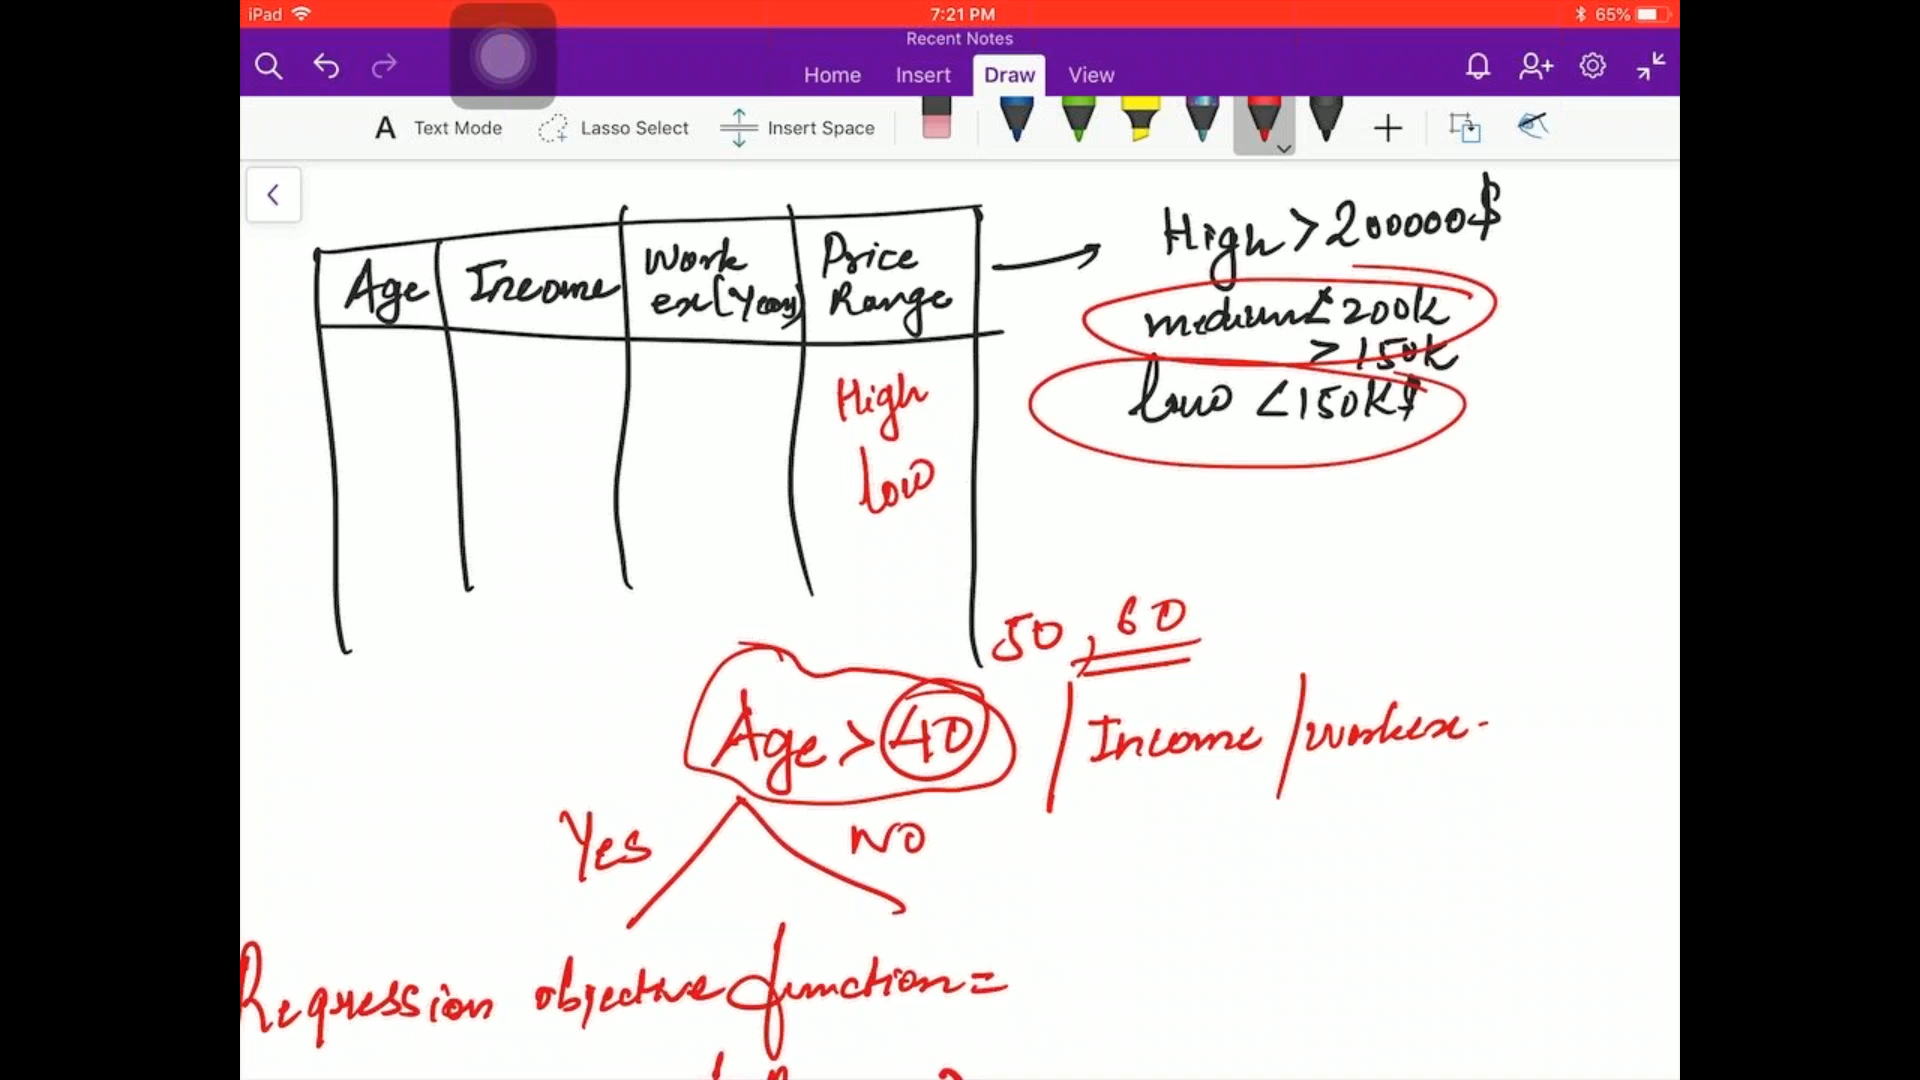 iPad 7:21 PM 65%
Recent Notes
Home Insert Draw View
A Text Mode Lasso Select Insert Space
Age Income Work ex(Years) Price Range
High > 200000$
medium < 200k
> 150k
low < 150K$
High
low
50, 60
Age > 40 / Income / workex.
Yes NO
Regression objective function =